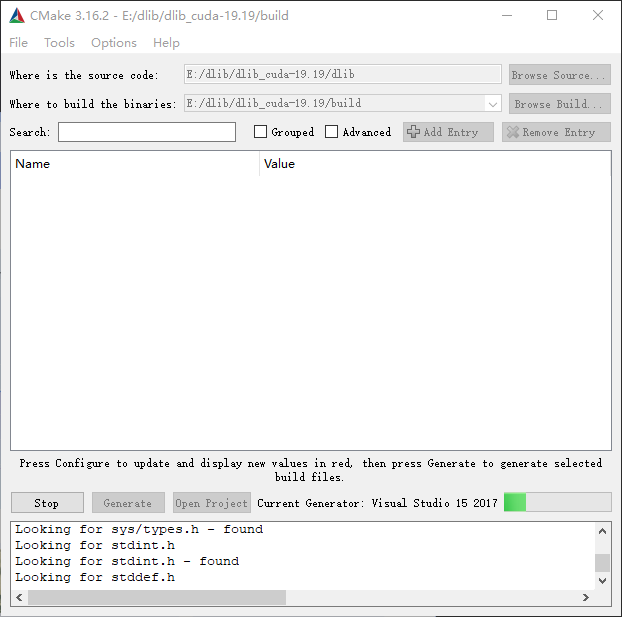 CMake 3.16.2 - E:/dlib/dlib_cuda-19.19/build
File Tools Options Help
Where is the source code: E:/dlib/dlib_cuda-19.19/dlib Browse Source...
Where to build the binaries: E:/dlib/dlib_cuda-19.19/build Browse Build...
Search: Grouped Advanced Add Entry Remove Entry
Name Value
Press Configure to update and display new values in red, then press Generate to generate selected
build files.
Stop Generate Open Project Current Generator: Visual Studio 15 2017
Looking for sys/types.h - found
Looking for stdint.h
Looking for stdint.h - found
Looking for stddef.h